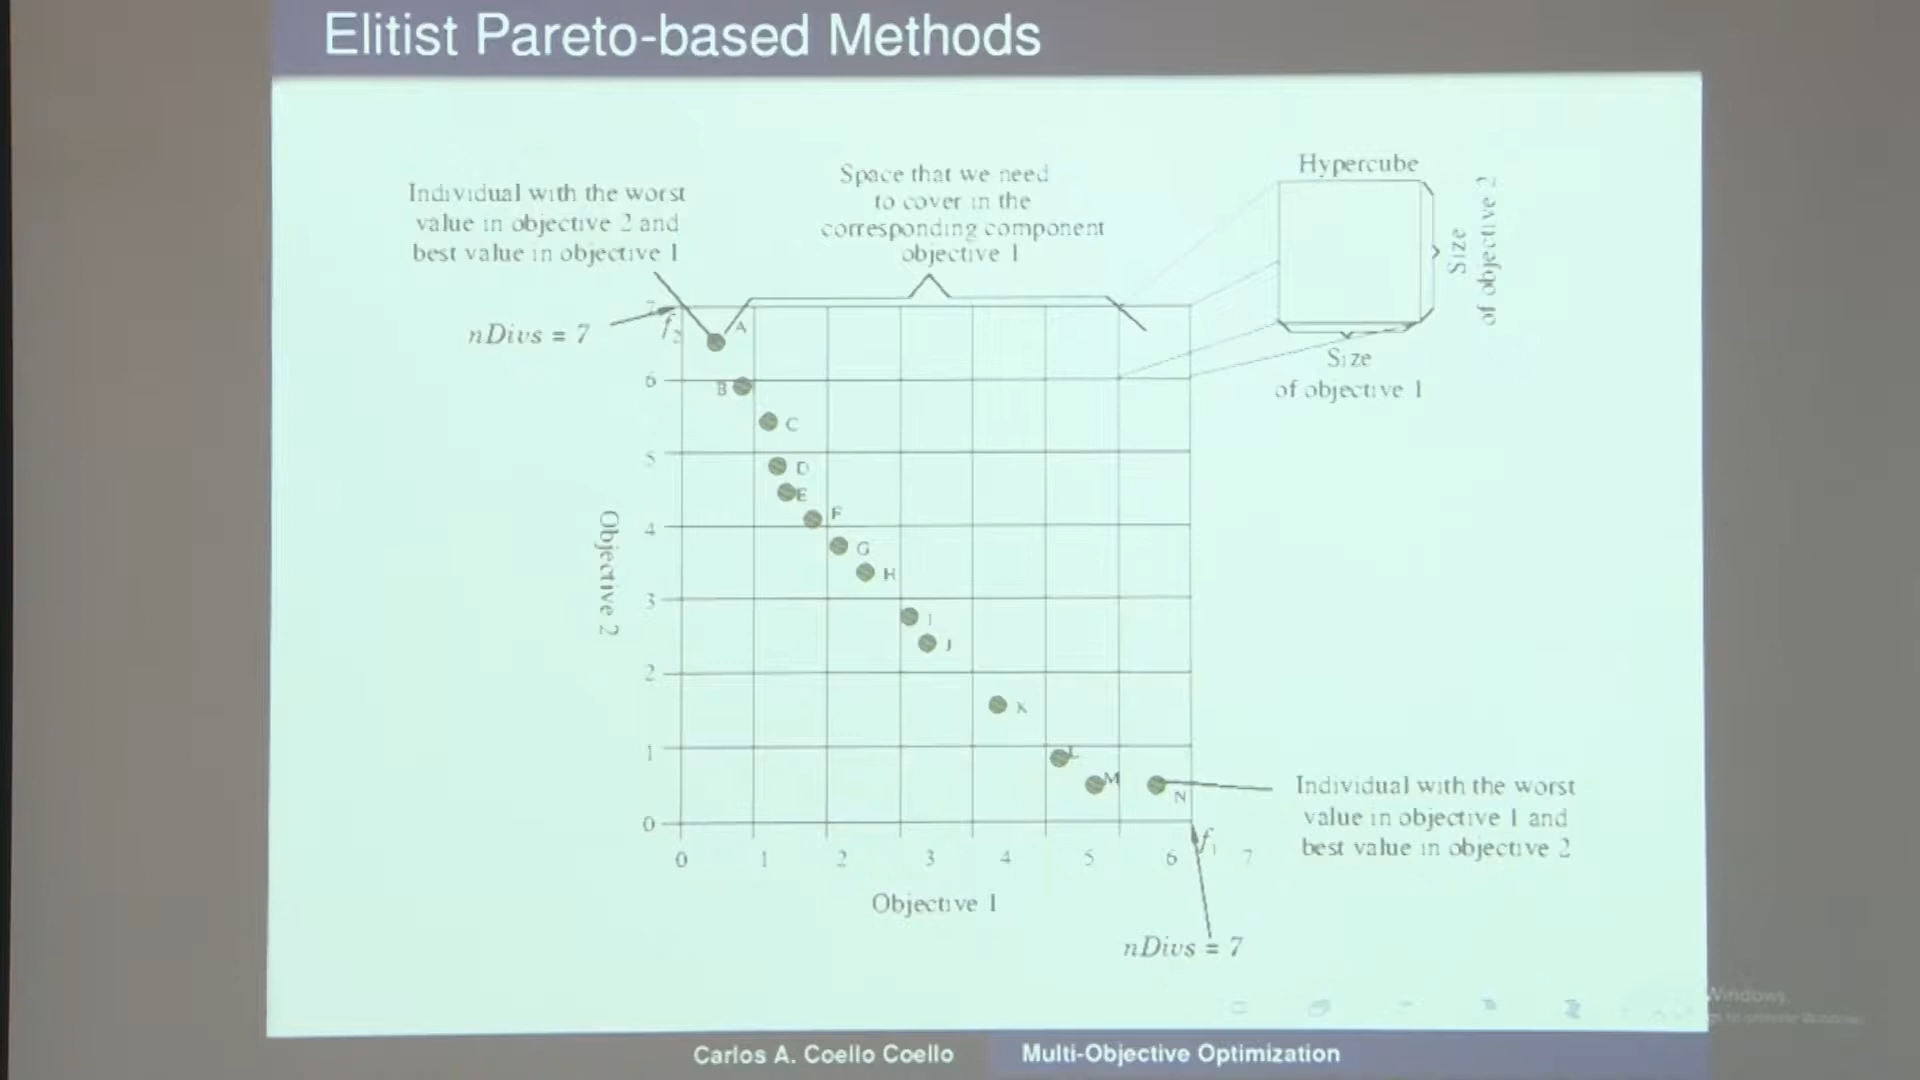 Elitist Pareto-based Methods
Individual with the worst
value in objective 2 and
best value in objective 1
Space that we need
to cover in the
corresponding component
objective 1
Hypercube
Size
of objective 2
Size
of objective 1
nDivs = 7
7
f2
A
6
B
C
5
D
E
F
4
G
H
3
I
J
2
K
1
L
M
N
0
Objective 2
0 1 2 3 4 5 6 7
f1
Objective 1
nDivs = 7
Individual with the worst
value in objective 1 and
best value in objective 2
Windows
Carlos A. Coello Coello
Multi-Objective Optimization